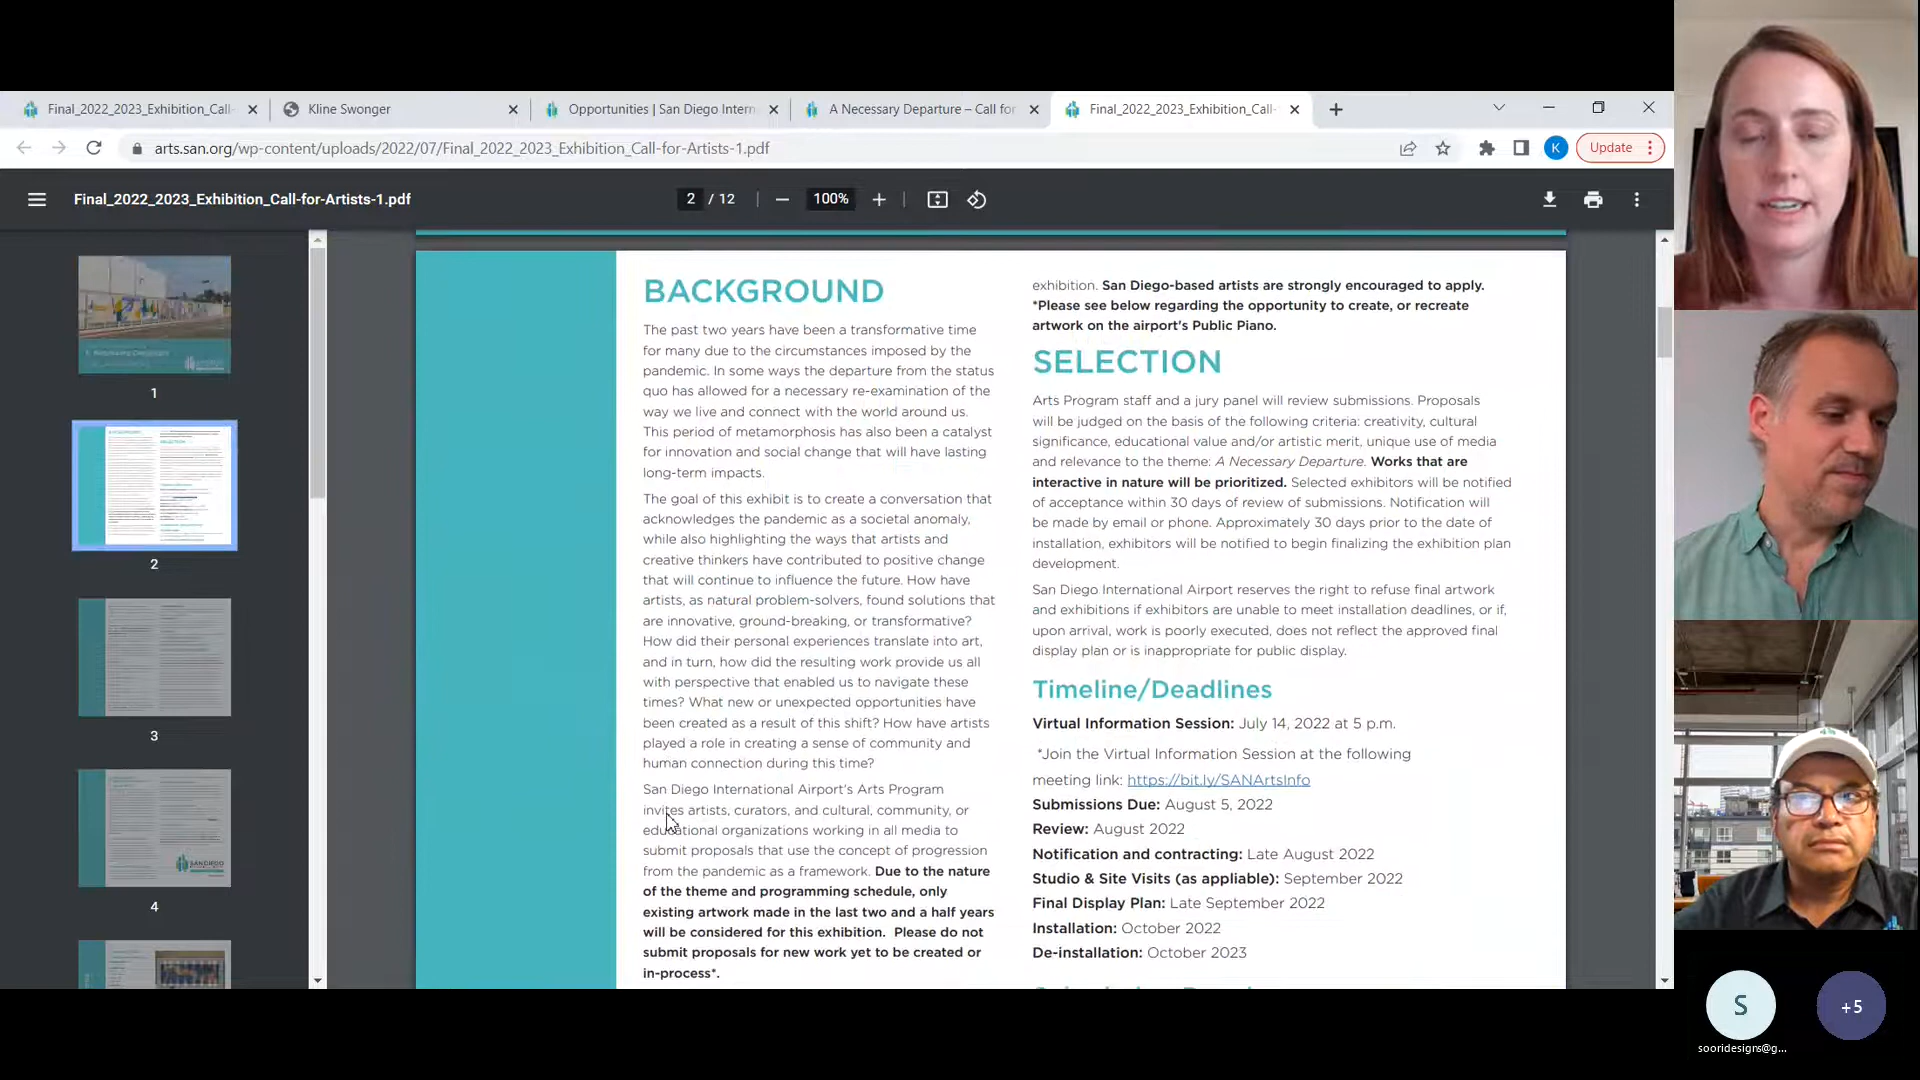 Final_2022_2023_Exhibition_Call-
Kline Swonger
Opportunities | San Diego Intern
A Necessary Departure – Call for
Final_2022_2023_Exhibition_Call-
arts.san.org/wp-content/uploads/2022/07/Final_2022_2023_Exhibition_Call-for-Artists-1.pdf
K
Update
Final_2022_2023_Exhibition_Call-for-Artists-1.pdf
2 / 12
100%
1
2
3
4
BACKGROUND
The past two years have been a transformative time
for many due to the circumstances imposed by the
pandemic. In some ways the departure from the status
quo has allowed for a necessary re-examination of the
way we live and connect with the world around us.
This period of metamorphosis has also been a catalyst
for innovation and social change that will have lasting
long-term impacts.
The goal of this exhibit is to create a conversation that
acknowledges the pandemic as a societal anomaly,
while also highlighting the ways that artists and
creative thinkers have contributed to positive change
that will continue to influence the future. How have
artists, as natural problem-solvers, found solutions that
are innovative, ground-breaking, or transformative?
How did their personal experiences translate into art,
and in turn, how did the resulting work provide us all
with perspective that enabled us to navigate these
times? What new or unexpected opportunities have
been created as a result of this shift? How have artists
played a role in creating a sense of community and
human connection during this time?
San Diego International Airport's Arts Program
invites artists, curators, and cultural, community, or
educational organizations working in all media to
submit proposals that use the concept of progression
from the pandemic as a framework. Due to the nature
of the theme and programming schedule, only
existing artwork made in the last two and a half years
will be considered for this exhibition. Please do not
submit proposals for new work yet to be created or
in-process*.
exhibition. San Diego-based artists are strongly encouraged to apply.
*Please see below regarding the opportunity to create, or recreate
artwork on the airport's Public Piano.
SELECTION
Arts Program staff and a jury panel will review submissions. Proposals
will be judged on the basis of the following criteria: creativity, cultural
significance, educational value and/or artistic merit, unique use of media
and relevance to the theme: A Necessary Departure. Works that are
interactive in nature will be prioritized. Selected exhibitors will be notified
of acceptance within 30 days of review of submissions. Notification will
be made by email or phone. Approximately 30 days prior to the date of
installation, exhibitors will be notified to begin finalizing the exhibition plan
development.
San Diego International Airport reserves the right to refuse final artwork
and exhibitions if exhibitors are unable to meet installation deadlines, or if,
upon arrival, work is poorly executed, does not reflect the approved final
display plan or is inappropriate for public display.
Timeline/Deadlines
Virtual Information Session: July 14, 2022 at 5 p.m.
*Join the Virtual Information Session at the following
meeting link: https://bit.ly/SANArtsInfo
Submissions Due: August 5, 2022
Review: August 2022
Notification and contracting: Late August 2022
Studio & Site Visits (as appliable): September 2022
Final Display Plan: Late September 2022
Installation: October 2022
De-installation: October 2023
S
+5
sooridesigns@g...